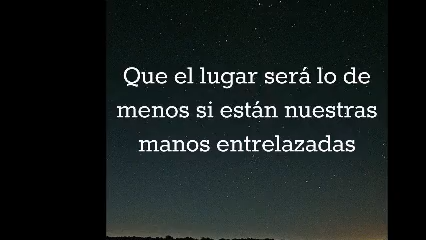 Que el lugar será lo de
menos si están nuestras
manos entrelazadas